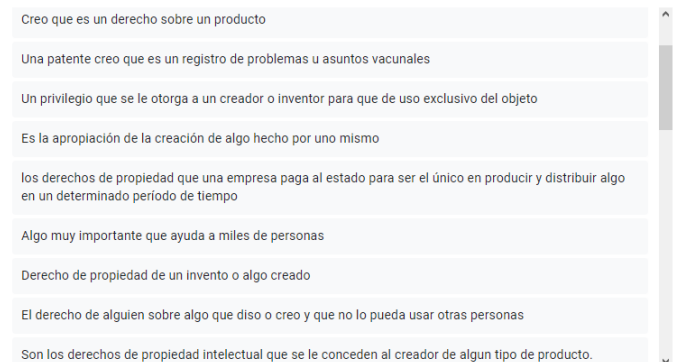 Creo que es un derecho sobre un producto
Una patente creo que es un registro de problemas u asuntos vacunales
Un privilegio que se le otorga a un creador o inventor para que de uso exclusivo del objeto
Es la apropiación de la creación de algo hecho por uno mismo
los derechos de propiedad que una empresa paga al estado para ser el único en producir y distribuir algo
en un determinado período de tiempo
Algo muy importante que ayuda a miles de personas
Derecho de propiedad de un invento o algo creado
El derecho de alguien sobre algo que diso o creo y que no lo pueda usar otras personas
Son los derechos de propiedad intelectual que se le conceden al creador de algun tipo de producto.